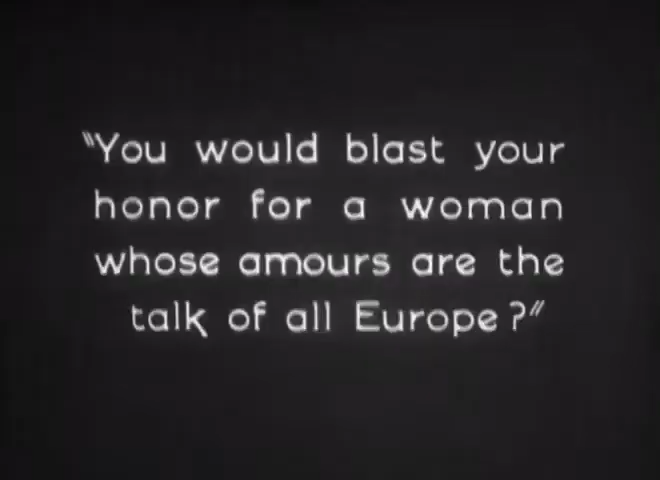 "You would blast your
honor for a woman
whose amours are the
talk of all Europe?"